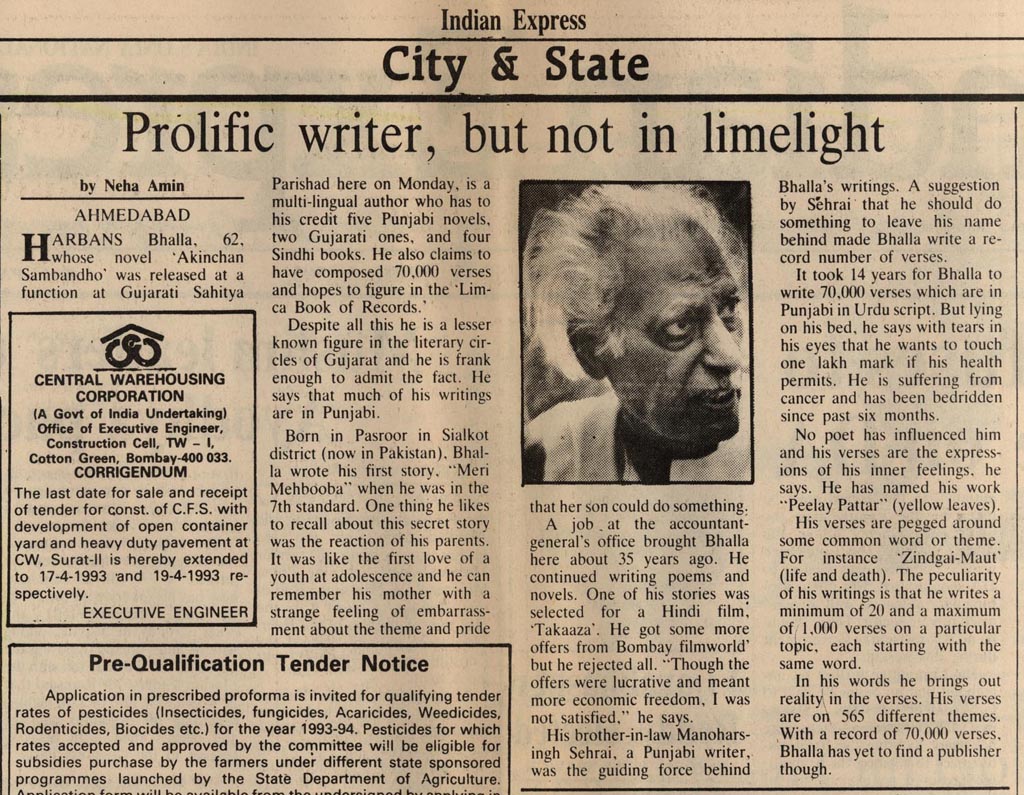 Indian Express
City & State
Prolific writer, but not in limelight
by Neha Amin
AHMEDABAD
HARBANS Bhalla, 62,
whose novel ‘Akinchan
Sambandho’ was released at a
function at Gujarati Sahitya
Parishad here on Monday, is a
multi-lingual author who has to
his credit five Punjabi novels,
two Gujarati ones, and four
Sindhi books. He also claims to
have composed 70,000 verses
and hopes to figure in the ‘Lim-
ca Book of Records.’
Despite all this he is a lesser
known figure in the literary cir-
cles of Gujarat and he is frank
enough to admit the fact. He
says that much of his writings
are in Punjabi.
Born in Pasroor in Sialkot
district (now in Pakistan), Bhal-
la wrote his first story, “Meri
Mehbooba” when he was in the
7th standard. One thing he likes
to recall about this secret story
was the reaction of his parents.
It was like the first love of a
youth at adolescence and he can
remember his mother with a
strange feeling of embarrass-
ment about the theme and pride
that her son could do something.
A job at the accountant-
general’s office brought Bhalla
here about 35 years ago. He
continued writing poems and
novels. One of his stories was
selected for a Hindi film,
‘Takaaza’. He got some more
offers from Bombay filmworld’
but he rejected all. “Though the
offers were lucrative and meant
more economic freedom, I was
not satisfied,” he says.
His brother-in-law Manohars-
ingh Sehrai, a Punjabi writer,
was the guiding force behind
Bhalla’s writings. A suggestion
by Sehrai that he should do
something to leave his name
behind made Bhalla write a re-
cord number of verses.
It took 14 years for Bhalla to
write 70,000 verses which are in
Punjabi in Urdu script. But lying
on his bed, he says with tears in
his eyes that he wants to touch
one lakh mark if his health
permits. He is suffering from
cancer and has been bedridden
since past six months.
No poet has influenced him
and his verses are the express-
ions of his inner feelings, he
says. He has named his work
“Peelay Pattar” (yellow leaves).
His verses are pegged around
some common word or theme.
For instance ‘Zindgai-Maut’
(life and death). The peculiarity
of his writings is that he writes a
minimum of 20 and a maximum
of 1,000 verses on a particular
topic, each starting with the
same word.
In his words he brings out
reality in the verses. His verses
are on 565 different themes.
With a record of 70,000 verses,
Bhalla has yet to find a publisher
though.
CENTRAL WAREHOUSING
CORPORATION
(A Govt of India Undertaking)
Office of Executive Engineer,
Construction Cell, TW – I,
Cotton Green, Bombay-400 033.
CORRIGENDUM
The last date for sale and receipt
of tender for const. of C.F.S. with
development of open container
yard and heavy duty pavement at
CW, Surat-II is hereby extended
to 17-4-1993 and 19-4-1993 re-
spectively.
EXECUTIVE ENGINEER
Pre-Qualification Tender Notice
Application in prescribed proforma is invited for qualifying tender
rates of pesticides (Insecticides, fungicides, Acaricides, Weedicides,
Rodenticides, Biocides etc.) for the year 1993-94. Pesticides for which
rates accepted and approved by the committee will be eligible for
subsidies purchase by the farmers under different state sponsored
programmes launched by the State Department of Agriculture.
Application form will be available from the undersigned by applying in